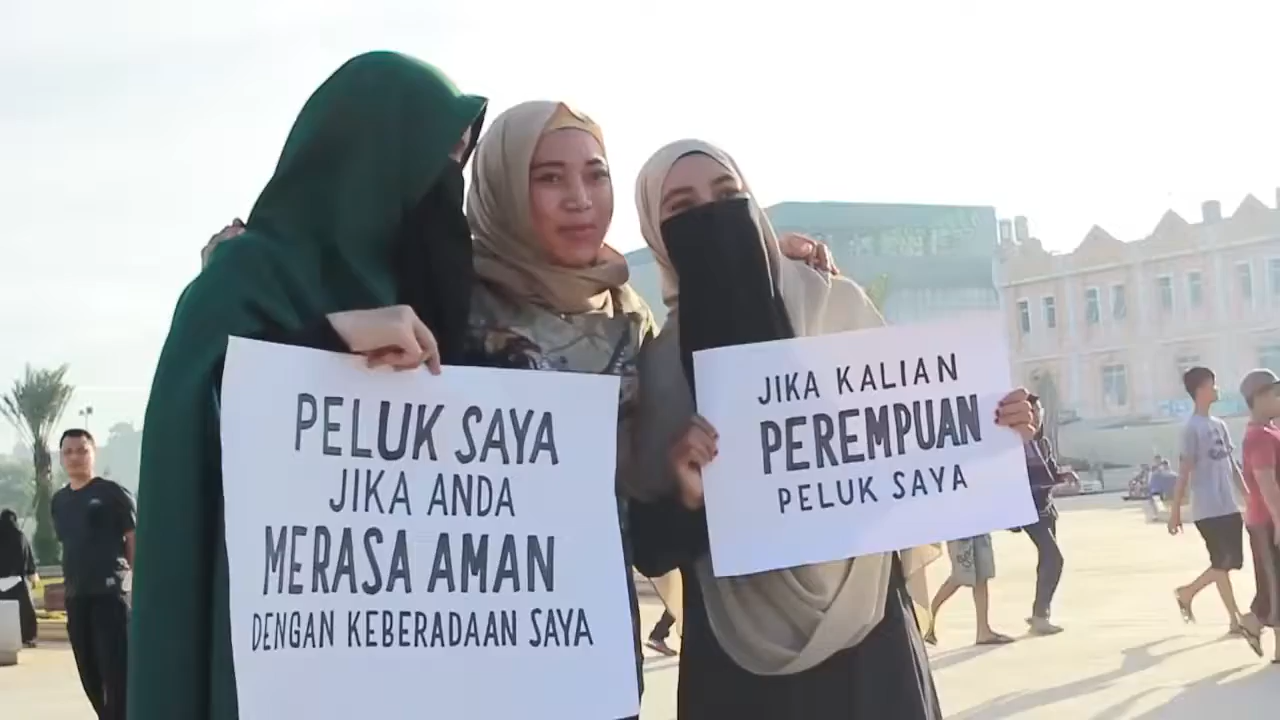 PELUK SAYA
JIKA ANDA
MERASA AMAN
DENGAN KEBERADAAN SAYA
JIKA KALIAN
PEREMPUAN
PELUK SAYA